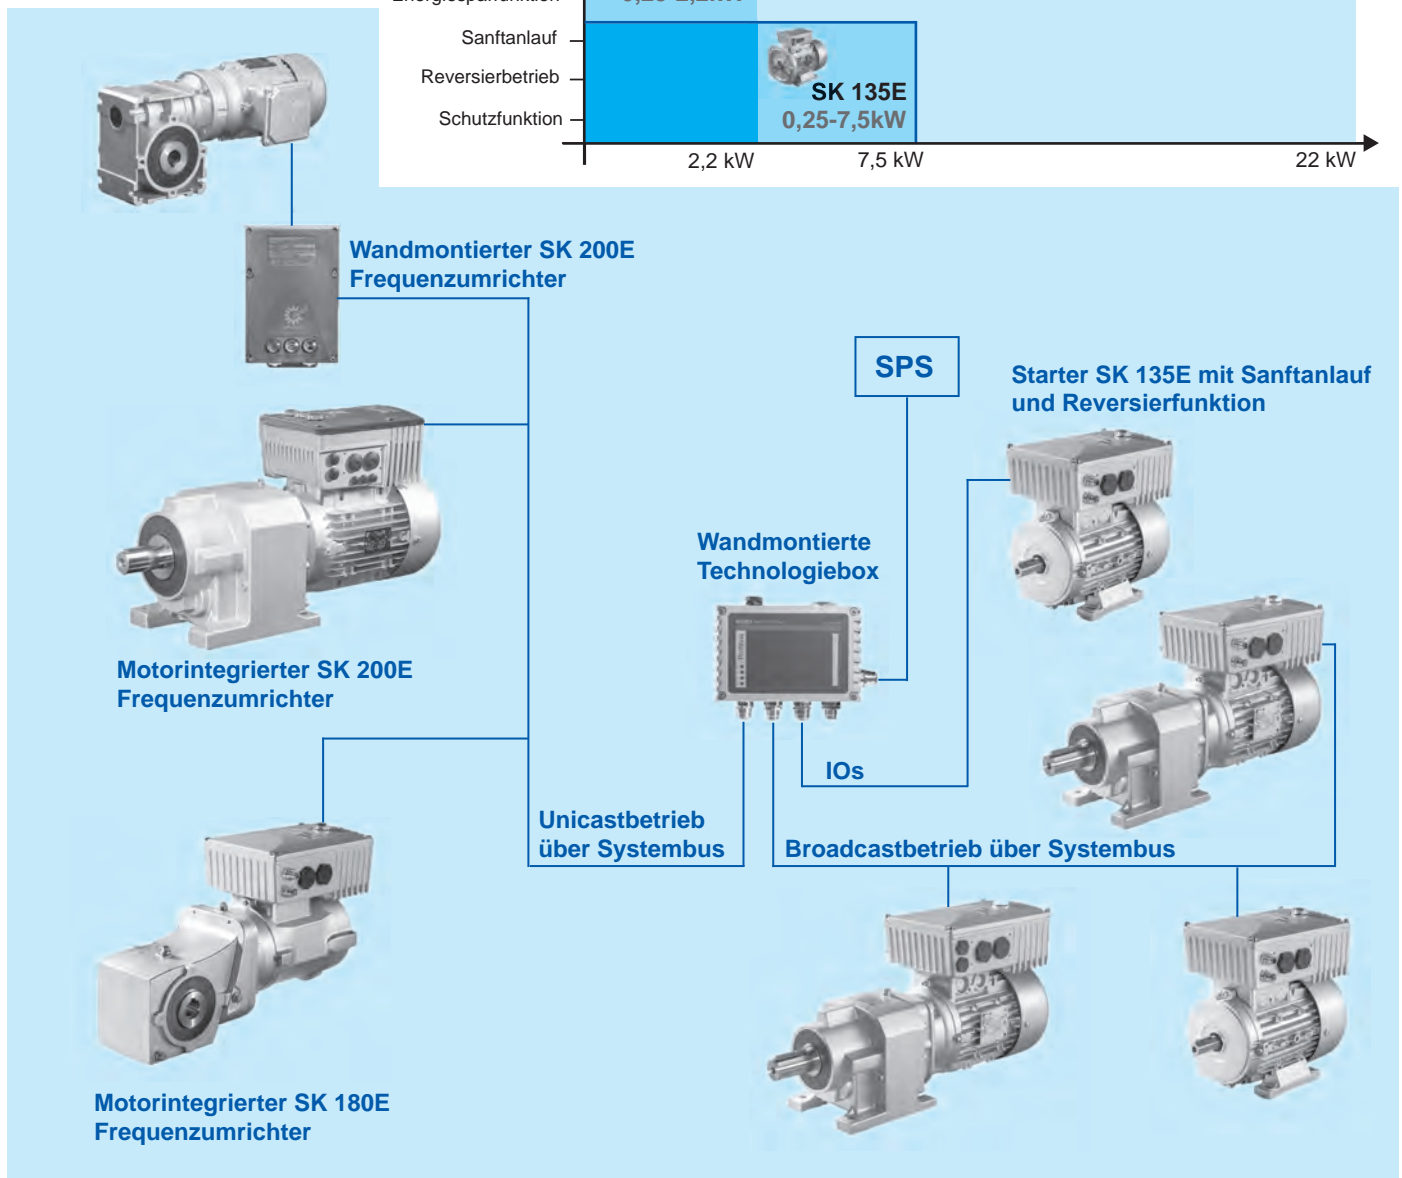 Sanftanlauf
Reversierbetrieb
Schutzfunktion
SK 135E
0,25-7,5kW
2,2 kW
7,5 kW
22 kW
Wandmontierter SK 200E
Frequenzumrichter
SPS
Starter SK 135E mit Sanftanlauf
und Reversierfunktion
Wandmontierte
Technologiebox
Motorintegrierter SK 200E
Frequenzumrichter
IOs
Unicastbetrieb
über Systembus
Broadcastbetrieb über Systembus
Motorintegrierter SK 180E
Frequenzumrichter